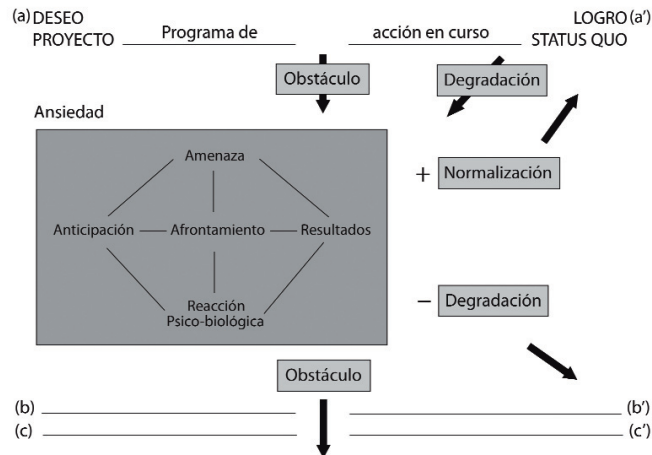 (a) DESEO LOGRO (a')
PROYECTO Programa de acción en curso STATUS QUO
Obstáculo Degradación
Ansiedad
Amenaza
+ Normalización
Anticipación Afrontamiento Resultados
Reacción
Psico-biológica
− Degradación
Obstáculo
(b) (b')
(c) (c')